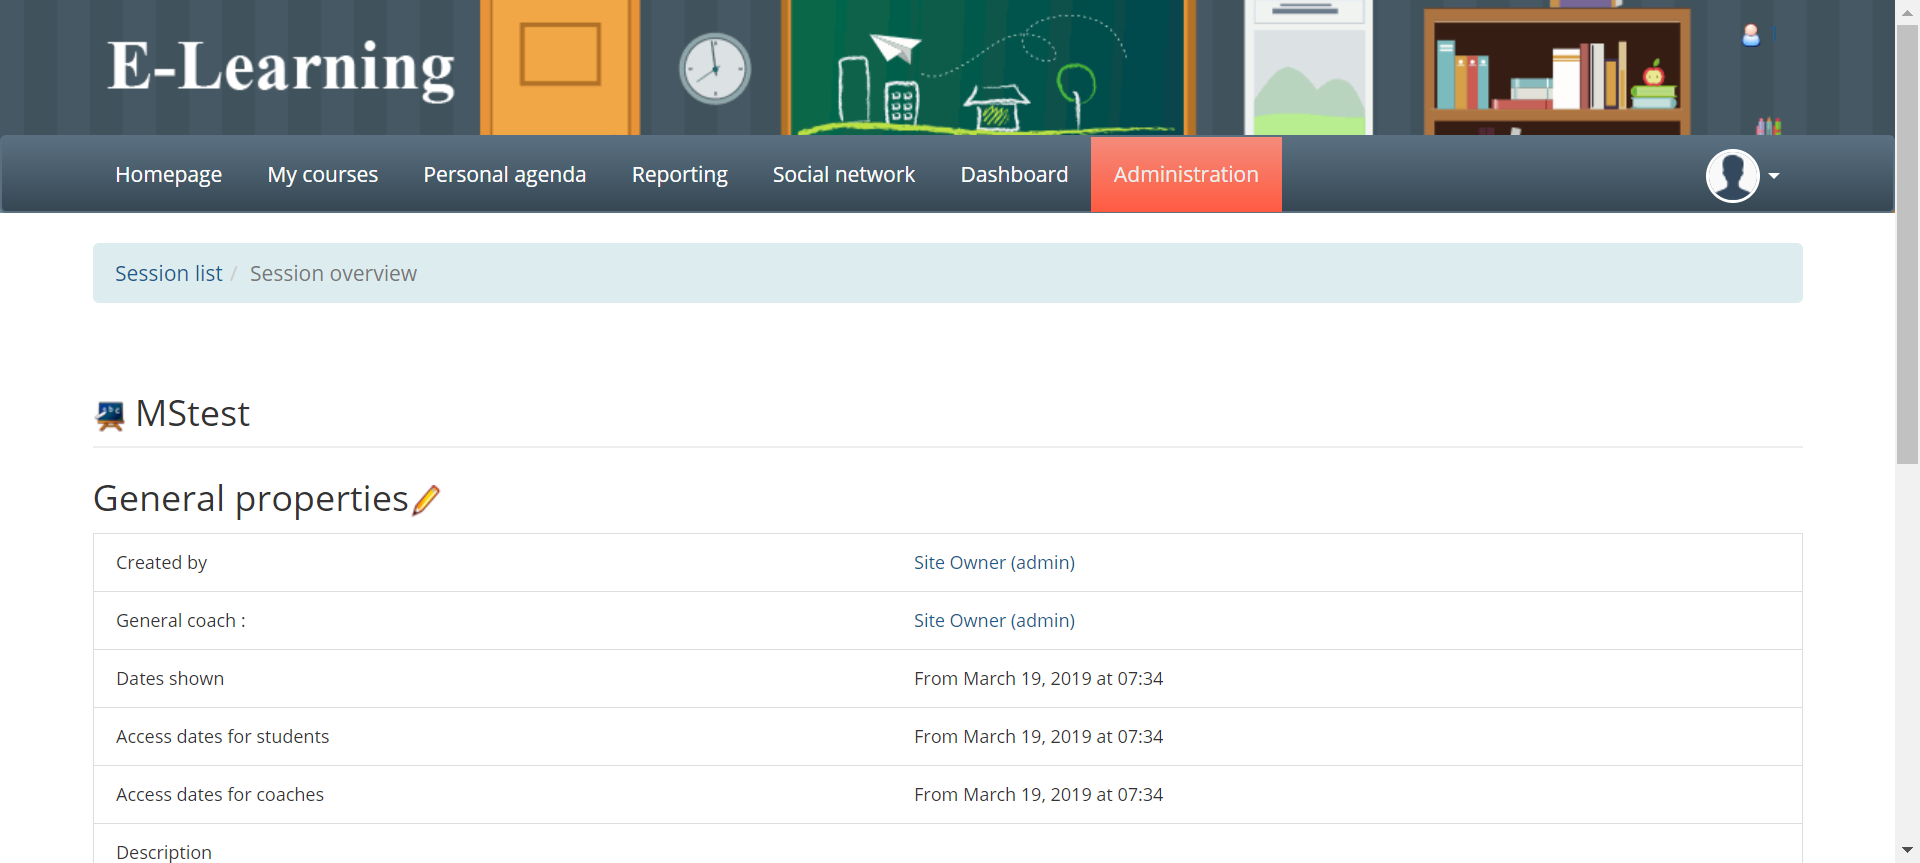 E-Learning
Homepage
My courses
Personal agenda
Reporting
Social network
Dashboard
Administration
Session list / Session overview
MStest
General properties
Created by
Site Owner (admin)
General coach :
Site Owner (admin)
Dates shown
From March 19, 2019 at 07:34
Access dates for students
From March 19, 2019 at 07:34
Access dates for coaches
From March 19, 2019 at 07:34
Description